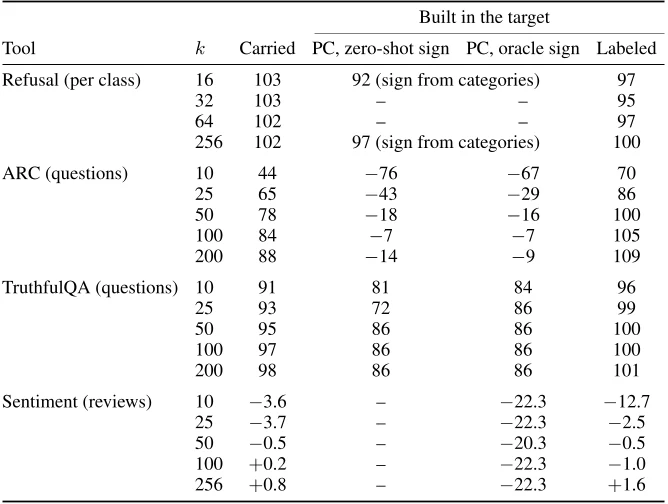 Built in the target
Tool k Carried PC, zero-shot sign PC, oracle sign Labeled
Refusal (per class) 16 103 92 (sign from categories) 97
32 103 – – 95
64 102 – – 97
256 102 97 (sign from categories) 100
ARC (questions) 10 44 −76 −67 70
25 65 −43 −29 86
50 78 −18 −16 100
100 84 −7 −7 105
200 88 −14 −9 109
TruthfulQA (questions) 10 91 81 84 96
25 93 72 86 99
50 95 86 86 100
100 97 86 86 100
200 98 86 86 101
Sentiment (reviews) 10 −3.6 – −22.3 −12.7
25 −3.7 – −22.3 −2.5
50 −0.5 – −20.3 −0.5
100 +0.2 – −22.3 −1.0
256 +0.8 – −22.3 +1.6